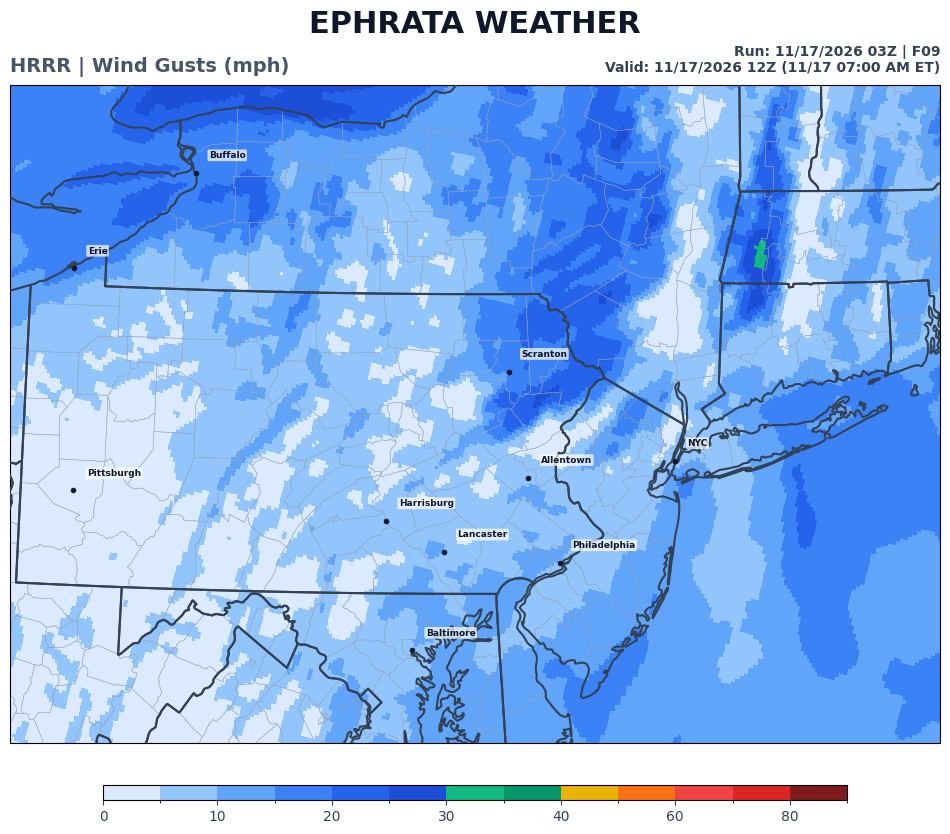 EPHRATA WEATHER
HRRR | Wind Gusts (mph)
Run: 11/17/2026 03Z | F09
Valid: 11/17/2026 12Z (11/17 07:00 AM ET)
Buffalo
Erie
Scranton
NYC
Allentown
Pittsburgh
Harrisburg
Lancaster
Philadelphia
Baltimore
0 10 20 30 40 50 60 70 80